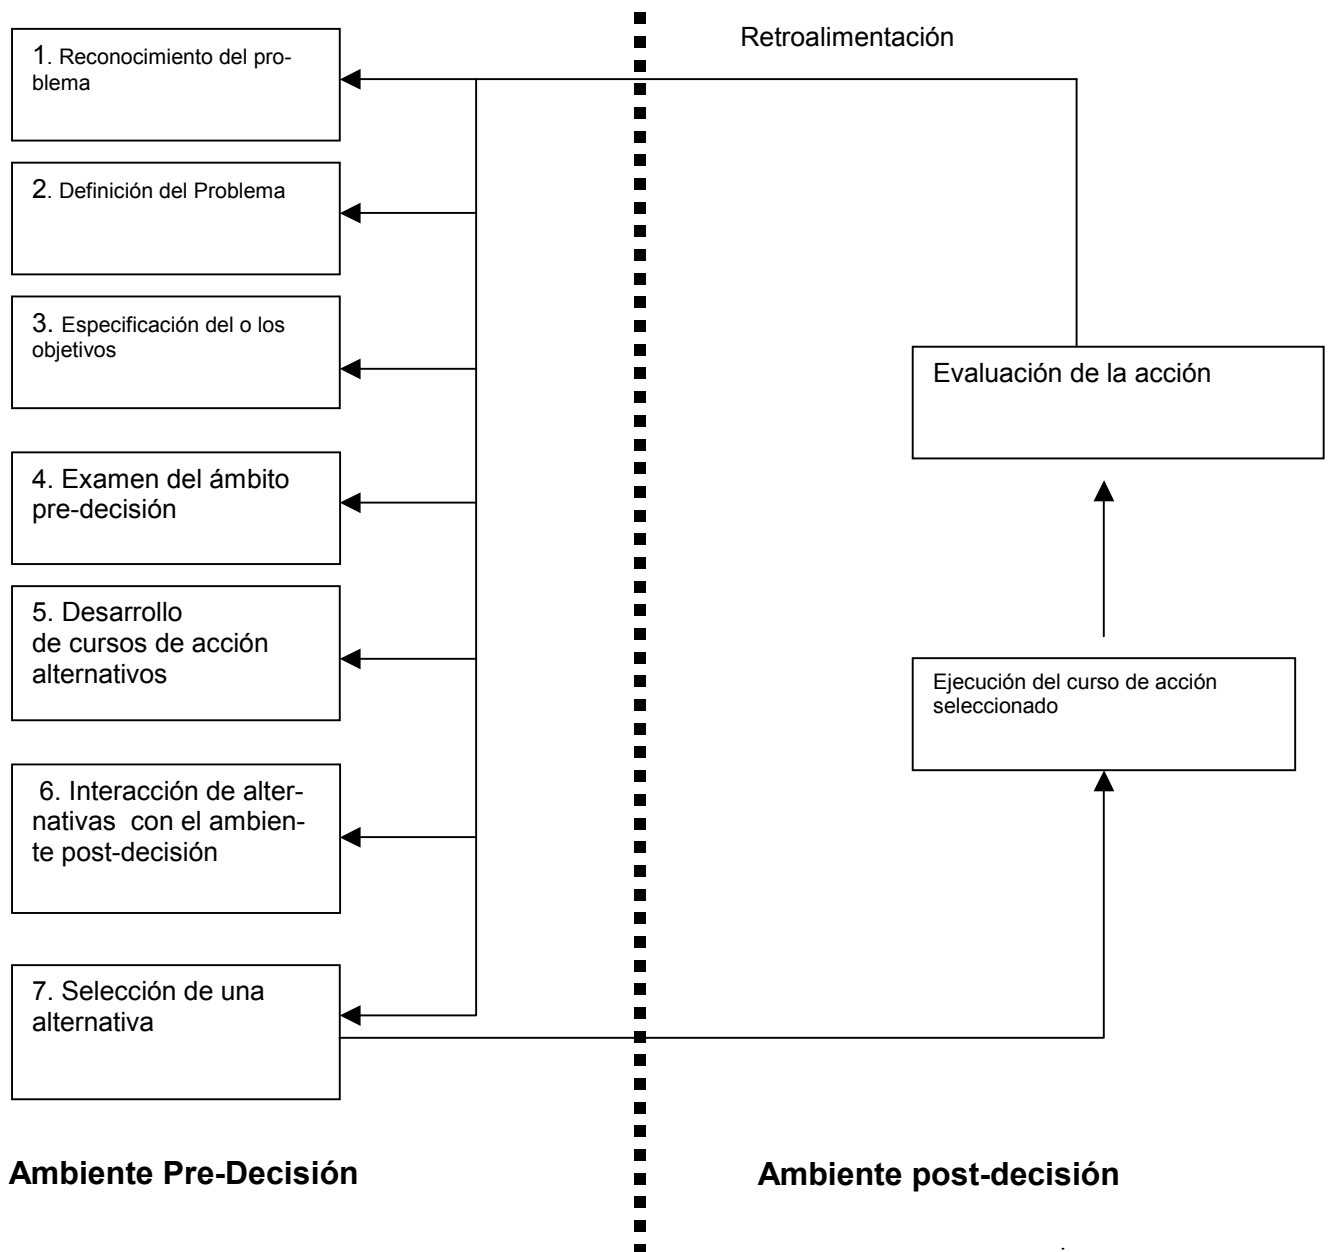 Retroalimentación
1. Reconocimiento del pro-
blema
2. Definición del Problema
3. Especificación del o los
objetivos
4. Examen del ámbito
pre-decisión
5. Desarrollo
de cursos de acción
alternativos
6. Interacción de alter-
nativas con el ambien-
te post-decisión
7. Selección de una
alternativa
Evaluación de la acción
Ejecución del curso de acción
seleccionado
Ambiente Pre-Decisión
Ambiente post-decisión